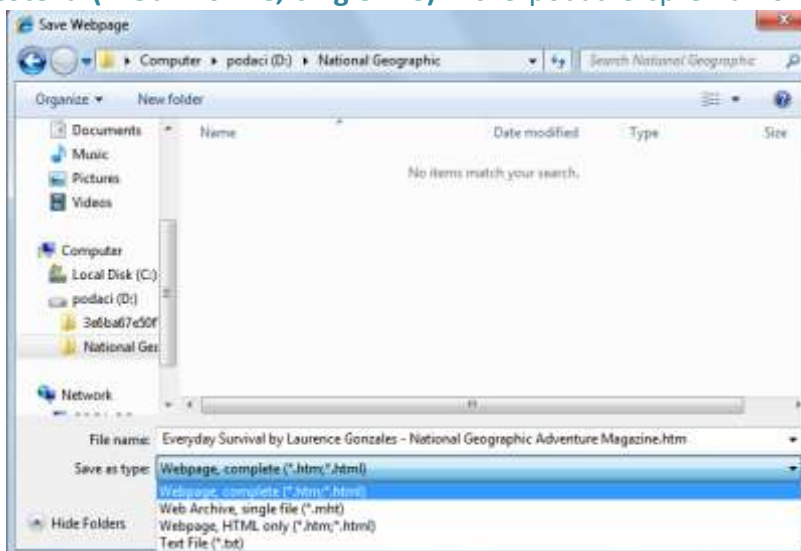 Save Webpage
Computer ▸ podaci (D:) ▸ National Geographic
Search National Geographic
Organize
New folder
Documents
Music
Pictures
Videos
Computer
Local Disk (C:)
podaci (D:)
3e6ba67e50f
National Geo
Network
Name
Date modified
Type
Size
No items match your search.
File name: Everyday Survival by Laurence Gonzales - National Geographic Adventure Magazine.htm
Save as type: Webpage, complete (*.htm;*.html)
Webpage, complete (*.htm;*.html)
Web Archive, single file (*.mht)
Webpage, HTML only (*.htm;*.html)
Text File (*.txt)
Hide Folders